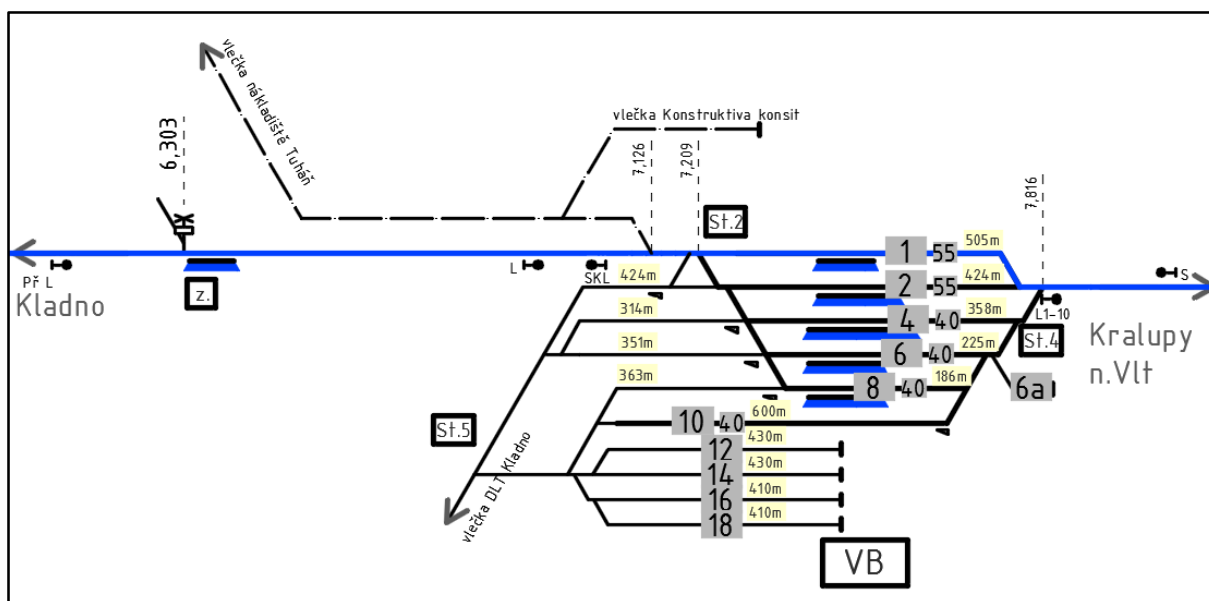 vlečka nákladiště Tuháň
6,303
vlečka Konstruktiva konsit
7,126
7,209
7,816
St.2
1 55 505m
Př L
L
SKL
S
z.
Kladno
424m
2 55 424m
L1-10
314m
4 40 358m
St.4
Kralupy
n.Vlt
351m
6 40 225m
363m
8 40 186m
6a
St.5
10 40 600m
12 430m
14 430m
16 410m
18 410m
vlečka DLT Kladno
VB